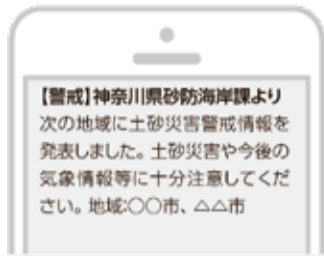 【警戒】神奈川県砂防海岸課より
次の地域に土砂災害警戒情報を
発表しました。土砂災害や今後の
気象情報等に十分注意してくだ
さい。地域:○○市、△△市